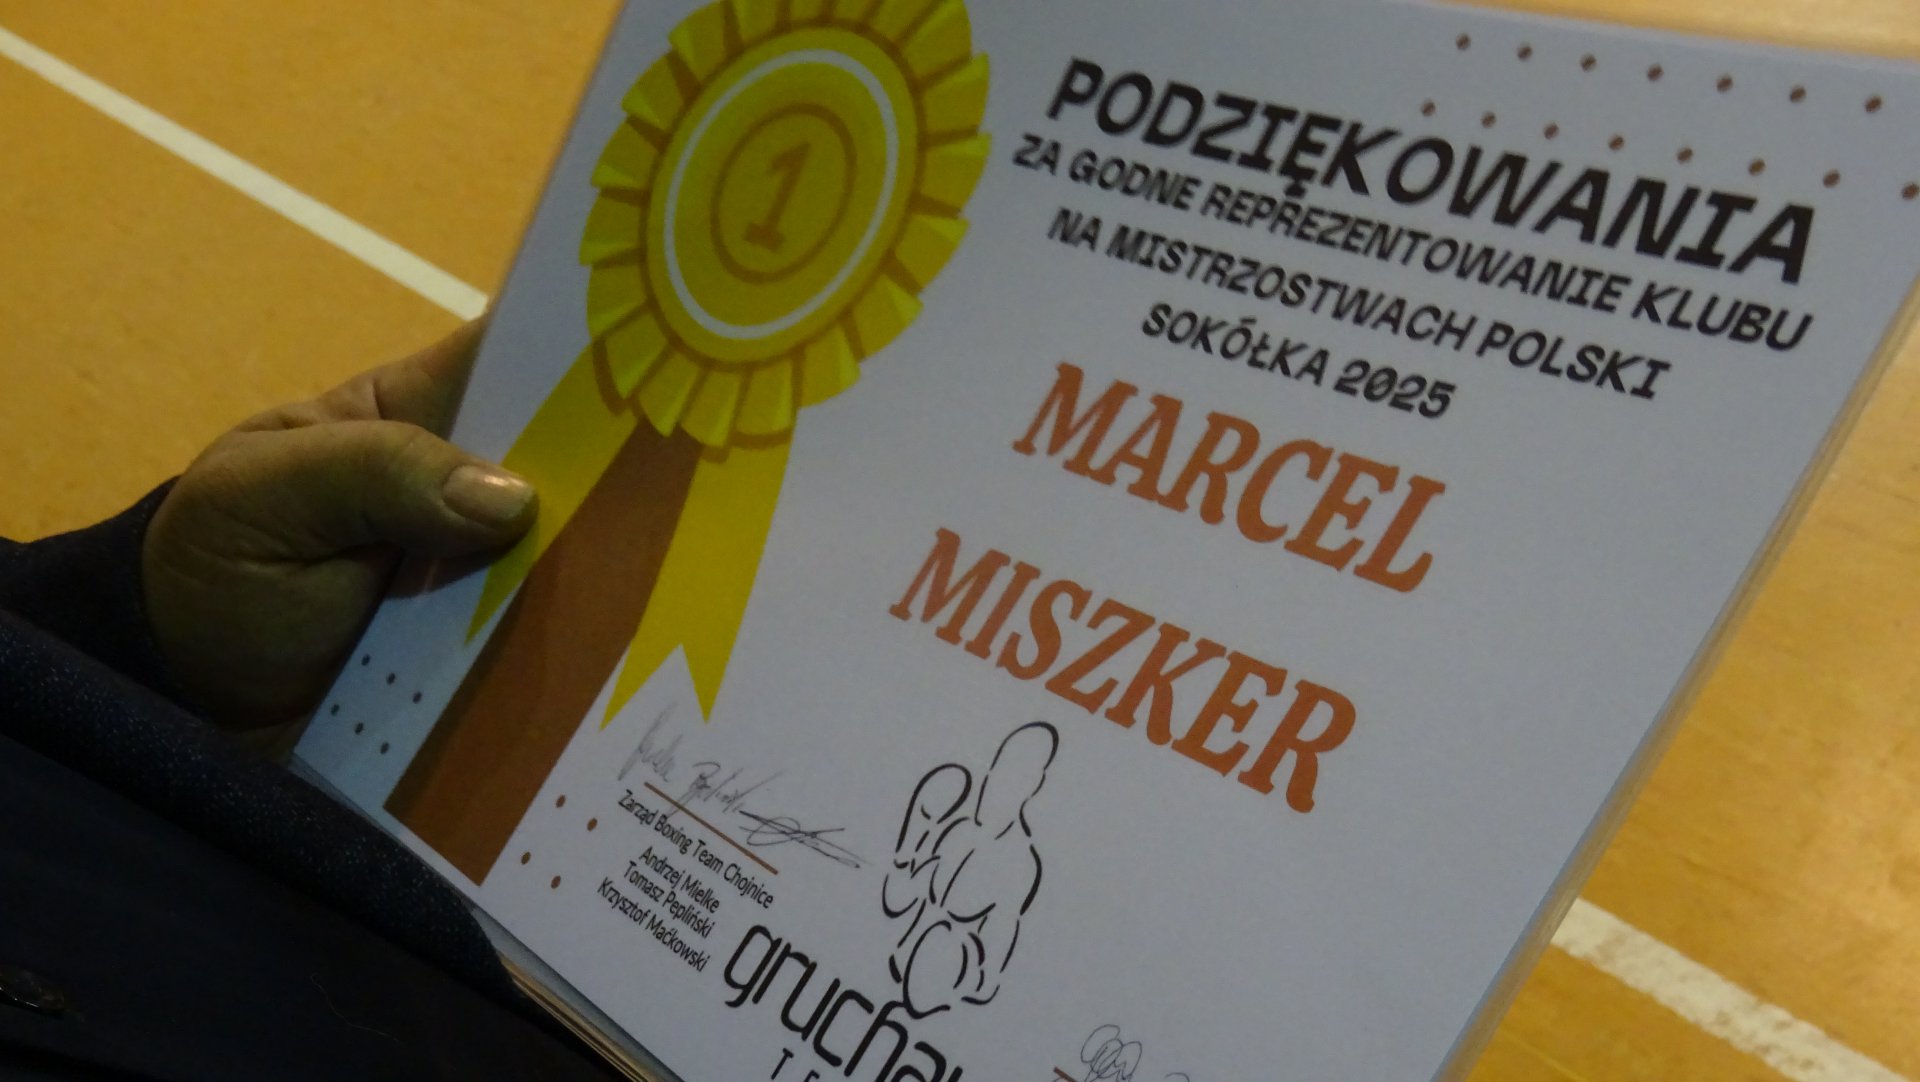 1
PODZIĘKOWANIA
ZA GODNE REPREZENTOWANIE KLUBU
NA MISTRZOSTWACH POLSKI
SOKÓŁKA 2025
MARCEL
MISZKER
Zarząd Boxing Team Chojnice
Andrzej Mielke
Tomasz Pepliński
Krzysztof Maćkowski